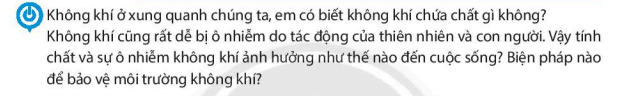 Không khí ở xung quanh chúng ta, em có biết không khí chứa chất gì không?
Không khí cũng rất dễ bị ô nhiễm do tác động của thiên nhiên và con người. Vậy tính
chất và sự ô nhiễm không khí ảnh hưởng như thế nào đến cuộc sống? Biện pháp nào
để bảo vệ môi trường không khí?